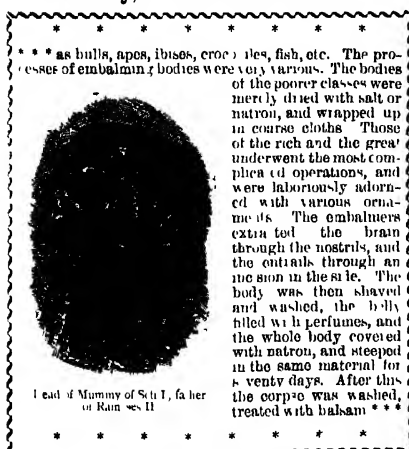 * * * * * * * *
* * * as bulls, apes, ibises, crocodiles, fish, etc. The pro-
cesses of embalming bodies were very various. The bodies
of the poorer classes were
merely dried with salt or
natron, and wrapped up
in coarse cloths Those
of the rich and the great
underwent the most com-
plicated operations, and
were laboriously adorn-
ed with various orna-
ments. The embalmers
extracted the brain
through the nostrils, and
the entrails through an
incision in the side. The
body was then shaved
and washed, the belly
filled with perfumes, and
the whole body covered
with natron, and steeped
in the same material for
seventy days. After this
the corpse was washed,
treated with balsam * * *
Head of Mummy of Seti I, father
of Ramses II
* * * * * * * *